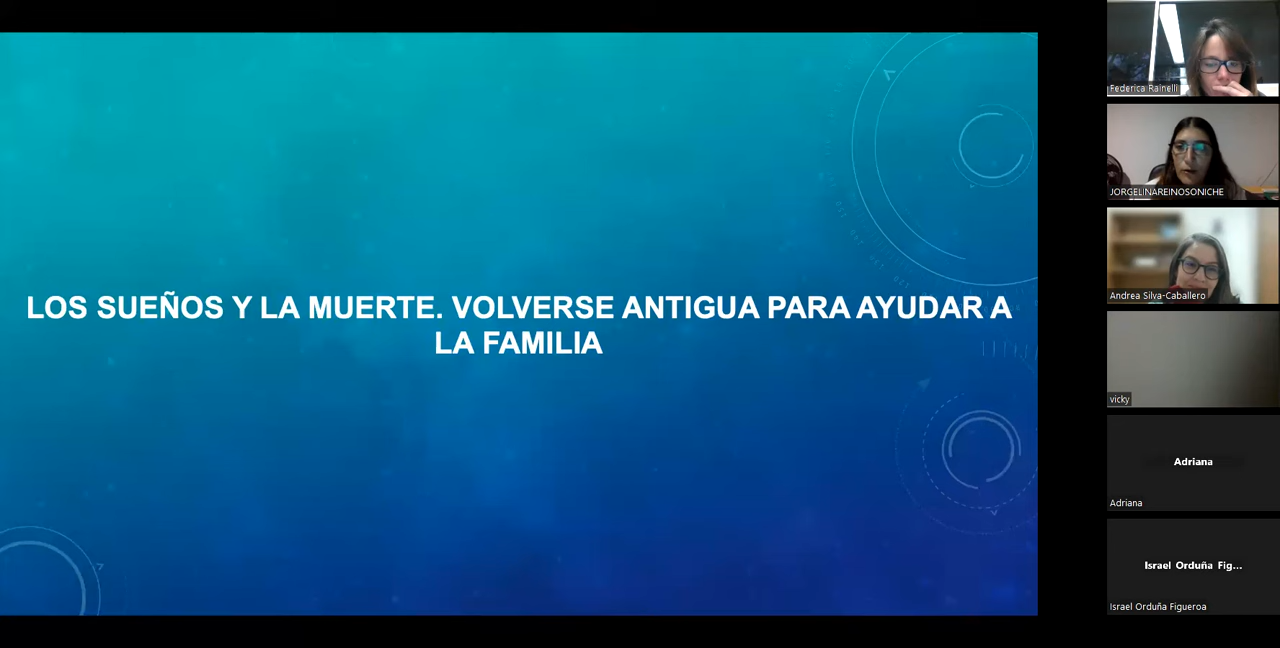 LOS SUEÑOS Y LA MUERTE. VOLVERSE ANTIGUA PARA AYUDAR A
LA FAMILIA
Federica Rainelli
JORGELINAREINOSONICHE
Andrea Silva-Caballero
vicky
Adriana
Adriana
Israel Orduña Fig...
Israel Orduña Figueroa